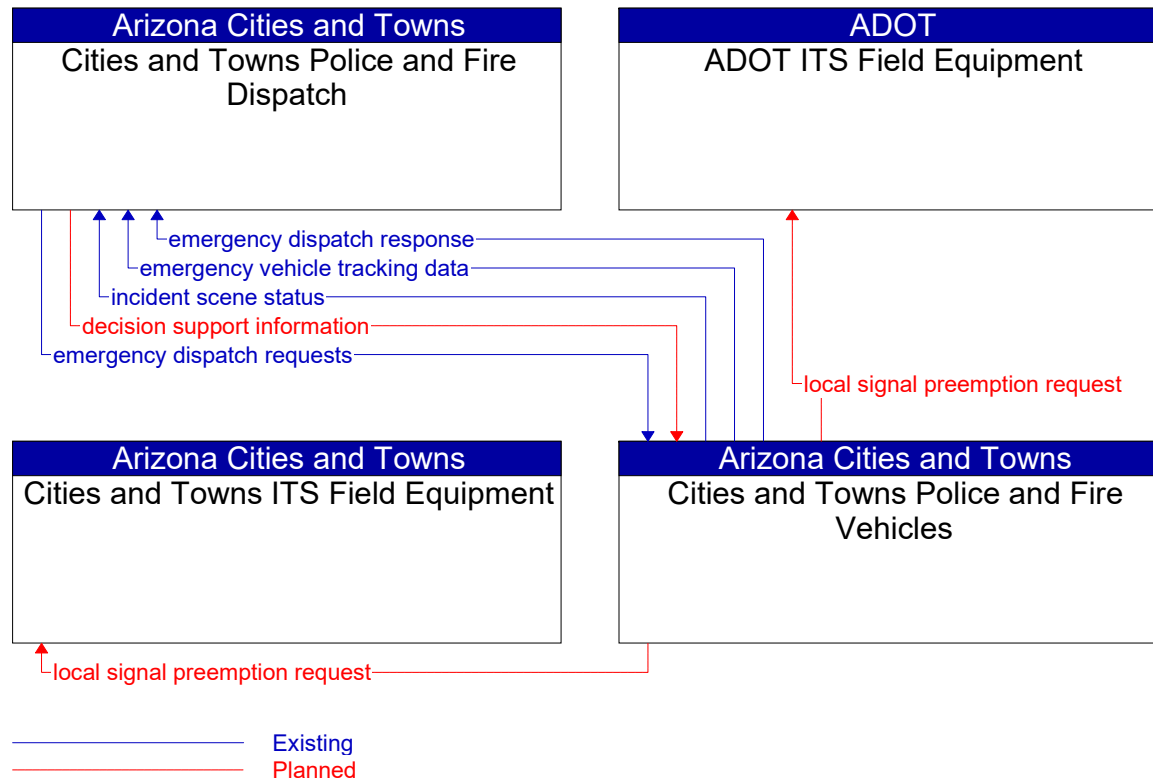 Arizona Cities and Towns
Cities and Towns Police and Fire
Dispatch
ADOT
ADOT ITS Field Equipment
emergency dispatch response
emergency vehicle tracking data
incident scene status
decision support information
emergency dispatch requests
local signal preemption request
Arizona Cities and Towns
Cities and Towns ITS Field Equipment
Arizona Cities and Towns
Cities and Towns Police and Fire
Vehicles
local signal preemption request
Existing
Planned